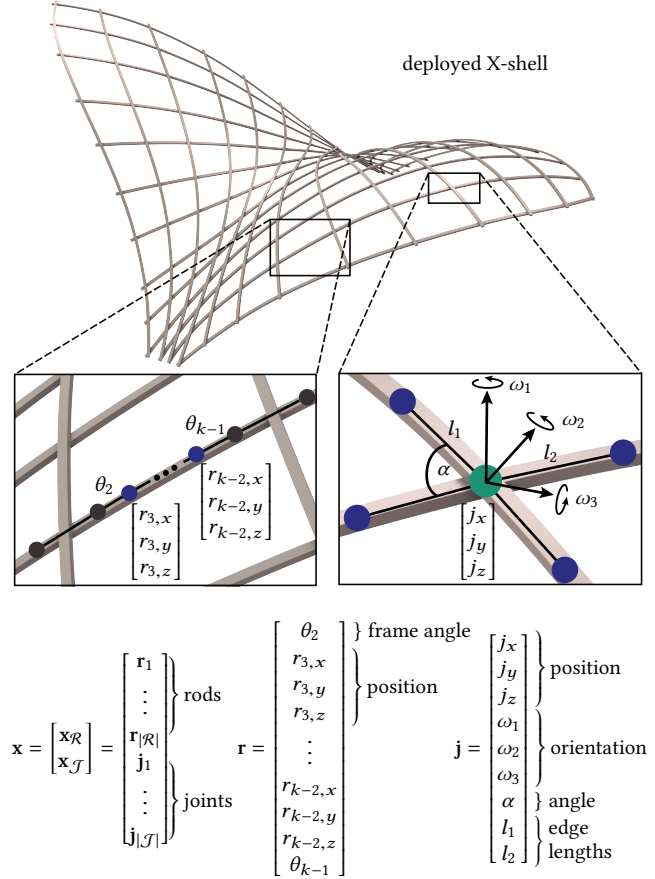 deployed X-shell
θ_{k−1}
θ_2
[r_{k−2,x}
r_{k−2,y}
r_{k−2,z}]
[r_{3,x}
r_{3,y}
r_{3,z}]
ω_1
ω_2
ω_3
l_1
l_2
α
[j_x
j_y
j_z]
x = [x_ℛ
x_𝒥] = [r_1
⋮
r_{|ℛ|}
j_1
⋮
j_{|𝒥|}]
} rods
} joints
r = [θ_2
r_{3,x}
r_{3,y}
r_{3,z}
⋮
r_{k−2,x}
r_{k−2,y}
r_{k−2,z}
θ_{k−1}]
} frame angle
} position
j = [j_x
j_y
j_z
ω_1
ω_2
ω_3
α
l_1
l_2]
} position
} orientation
} angle
} edge
lengths